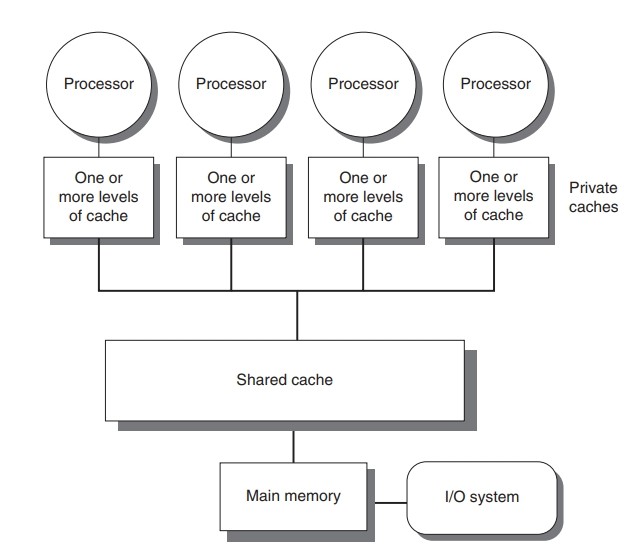 Processor
Processor
Processor
Processor
One or
more levels
of cache
One or
more levels
of cache
One or
more levels
of cache
One or
more levels
of cache
Private
caches
Shared cache
Main memory
I/O system